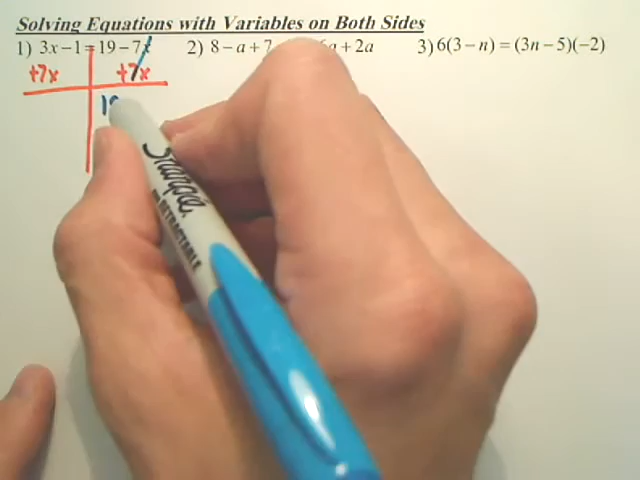 Solving Equations with Variables on Both Sides
1) 3x − 1 = 19 − 7x 2) 8 − a + 7 a + 2a 3) 6(3 − n) = (3n − 5)(−2)
+7x +7x
Sharpie.
RETRACTABLE